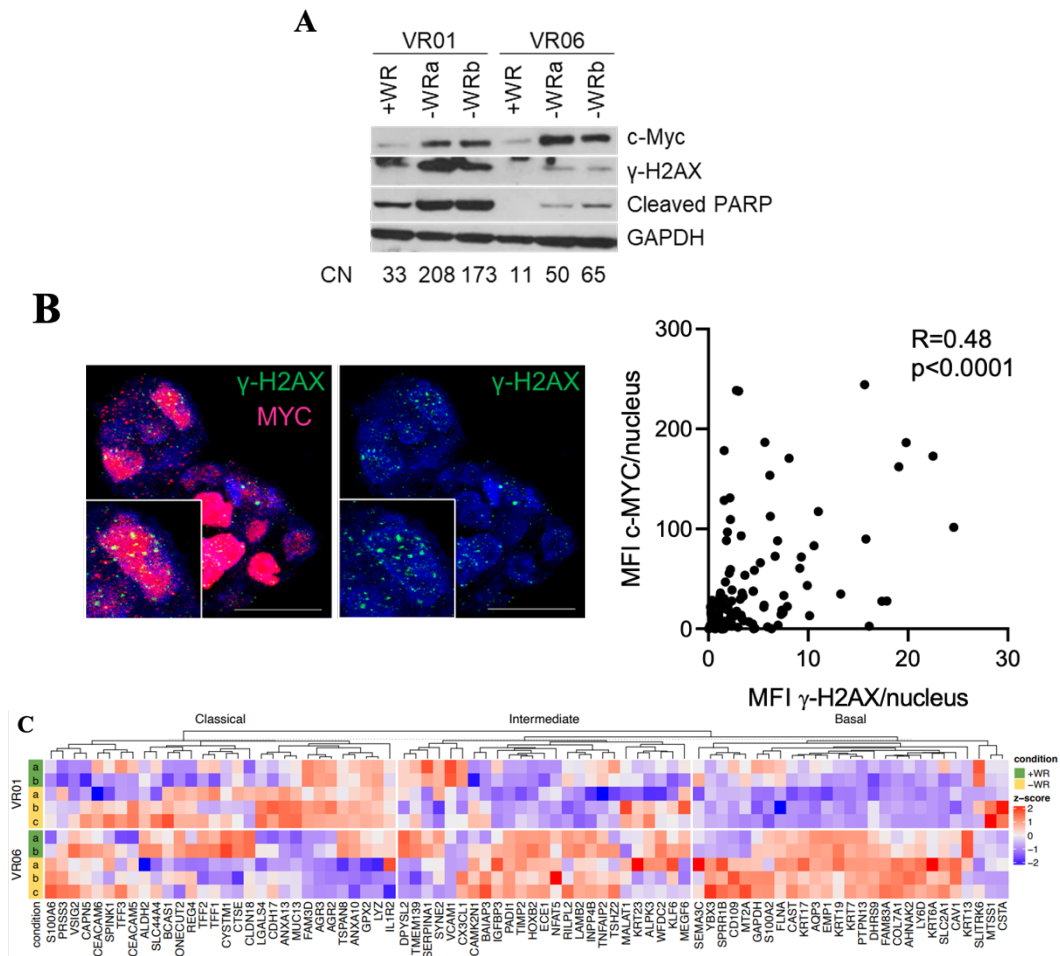 A
VR01 VR06
+WR -WRa -WRb +WR -WRa -WRb
c-Myc
γ-H2AX
Cleaved PARP
GAPDH
CN 33 208 173 11 50 65
B
γ-H2AX
MYC
γ-H2AX
R=0.48
p<0.0001
MFI c-MYC/nucleus
300
200
100
0
0 10 20 30
MFI γ-H2AX/nucleus
C
Classical Intermediate Basal
condition
+WR
-WR
z-score
2
1
0
-1
-2
VR01
a
b
a
b
c
VR06
a
b
a
b
c
condition
S100A6
PRSS3
VSIG2
CAPN5
CEACAM6
SPINK1
TFF3
CEACAM5
ALDH2
SLC44A4
BCAS1
ONECUT2
REG4
TFF2
TFF1
CYSTM1
CTSE
CLDN18
LGALS4
CDH17
ANXA13
MUC13
FAM3D
AGR3
AGR2
TSPAN8
ANXA10
GPX2
LYZ
IL1R2
DPYSL3
TMEM139
SERPINA1
SYNE2
VCAM1
CX3CL1
CAMK2N1
BAIAP3
IGFBP3
PADI1
TIMP2
HOXB2
ECE1
NFAT5
RILPL2
LAMB2
INPP4B
TNFAIP2
TSHZ2
MALAT1
KRT23
ALPK3
WFDC2
KLF6
MEGF6
SEMA3C
YBX3
SPRR1B
CD109
MT2A
GAPDH
S100A2
FLNA
CAST
KRT17
AQP3
EMP1
KRT19
KRT7
PTPN13
DHRS9
FAM83A
COL7A1
AHNAK2
LY6D
KRT6A
SLC2A1
CAV1
KRT13
SLITRK6
MTSS1
CSTA